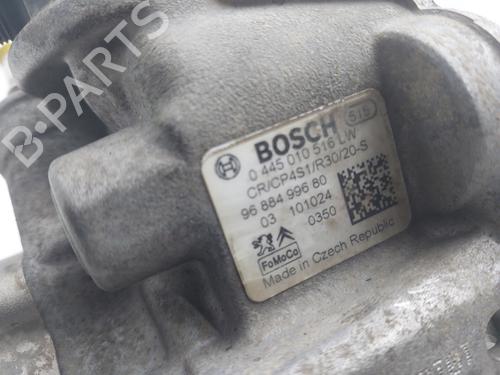 B-PARTS
BOSCH
515
0 445 010 516 LW
CR/CP4S1/R30/20-S
96 884 996 80
03 101024
0350
FoMoCo
Made in Czech Republic